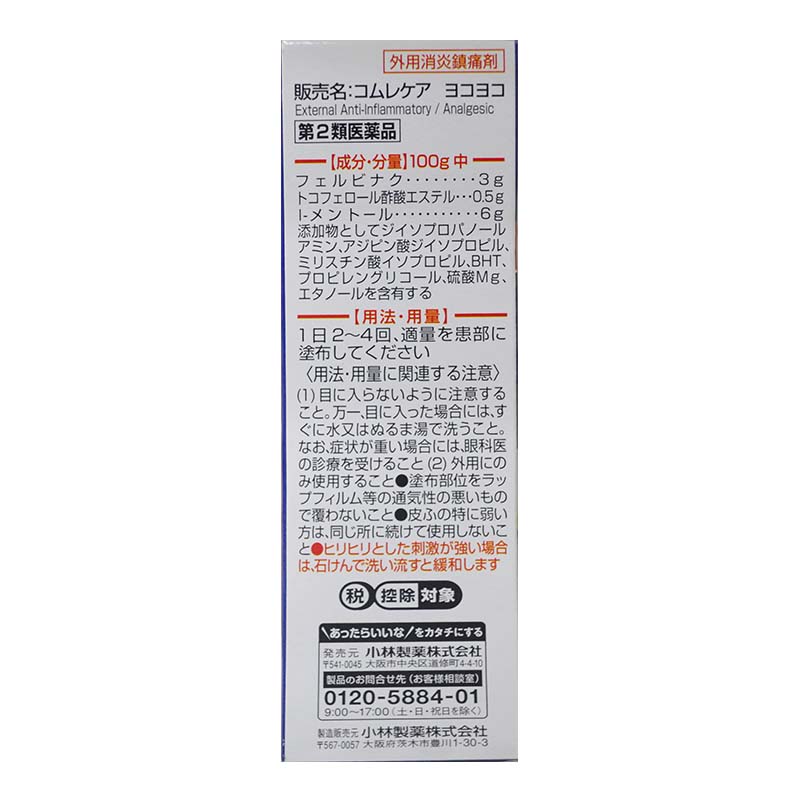 外用消炎鎮痛剤
販売名:コムレケア ヨコヨコ
External Anti-Inflammatory / Analgesic
第2類医薬品
【成分・分量】100g中
フェルビナク········3g
トコフェロール酢酸エステル···0.5g
l-メントール···········6g
添加物としてジイソプロパノール
アミン、アジピン酸ジイソプロピル、
ミリスチン酸イソプロピル、BHT、
プロピレングリコール、硫酸Mg、
エタノールを含有する
【用法・用量】
1日2〜4回、適量を患部に
塗布してください
〈用法・用量に関連する注意〉
(1)目に入らないように注意する
こと。万一、目に入った場合には、す
ぐに水又はぬるま湯で洗うこと。
なお、症状が重い場合には、眼科医
の診療を受けること(2)外用にの
み使用すること●塗布部位をラッ
プフィルム等の通気性の悪いもの
で覆わないこと●皮ふの特に弱い
方は、同じ所に続けて使用しないこ
と●ヒリヒリとした刺激が強い場合
は、石けんで洗い流すと緩和します
税 控除 対象
\あったらいいな/をカタチにする
発売元 小林製薬株式会社
〒541-0045 大阪市中央区道修町4-4-10
製品のお問合せ先(お客様相談室)
0120-5884-01
9:00〜17:00(土・日・祝日を除く)
製造販売元 小林製薬株式会社
〒567-0057 大阪府茨木市豊川1-30-3